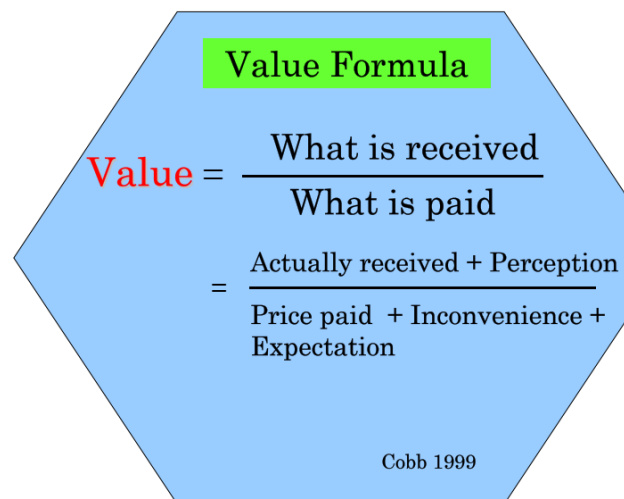 Value Formula
Value = What is received
What is paid
= Actually received + Perception
Price paid + Inconvenience +
Expectation
Cobb 1999